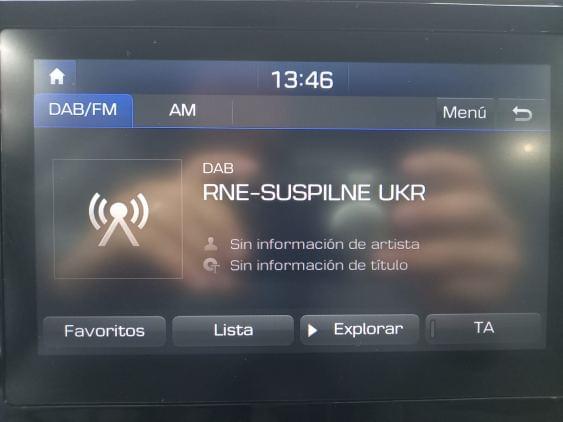 13:46
DAB/FM
AM
Menú
DAB
RNE-SUSPILNE UKR
Sin información de artista
Sin información de título
Favoritos
Lista
Explorar
TA